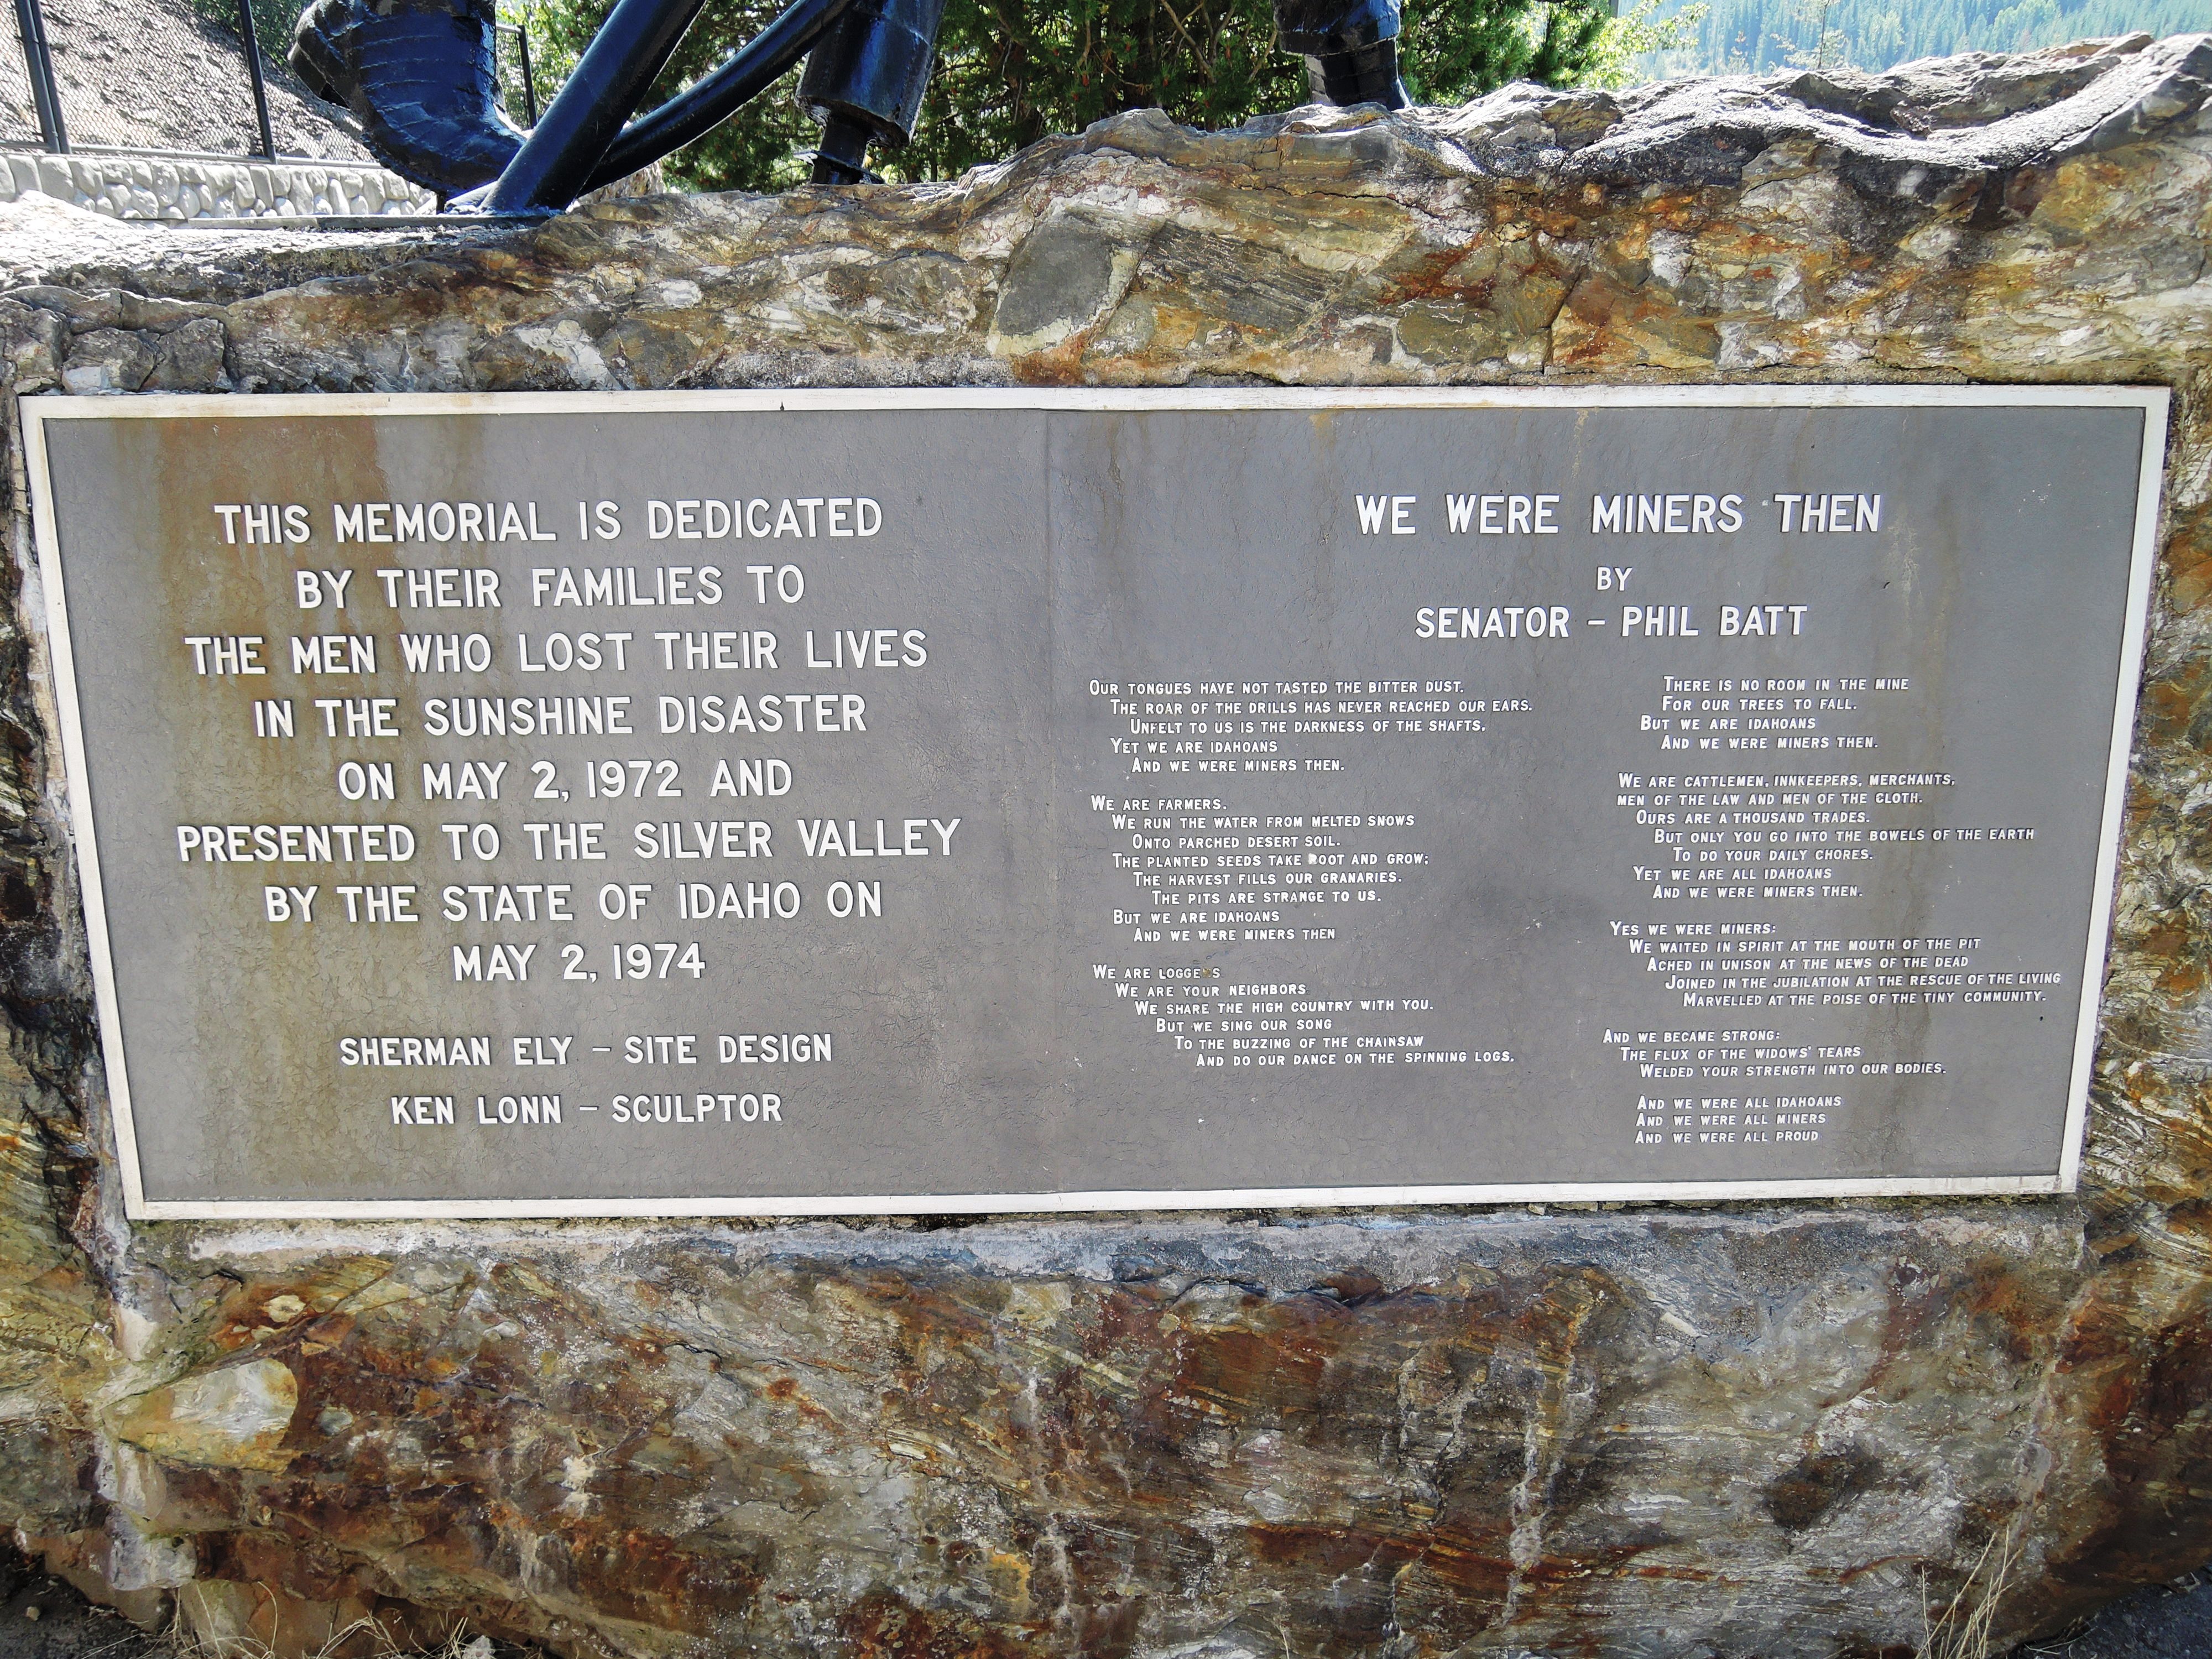 THIS MEMORIAL IS DEDICATED
BY THEIR FAMILIES TO
THE MEN WHO LOST THEIR LIVES
IN THE SUNSHINE DISASTER
ON MAY 2, 1972 AND
PRESENTED TO THE SILVER VALLEY
BY THE STATE OF IDAHO ON
MAY 2, 1974
SHERMAN ELY – SITE DESIGN
KEN LONN – SCULPTOR
WE WERE MINERS THEN
BY
SENATOR – PHIL BATT
OUR TONGUES HAVE NOT TASTED THE BITTER DUST.
THE ROAR OF THE DRILLS HAS NEVER REACHED OUR EARS.
UNFELT TO US IS THE DARKNESS OF THE SHAFTS.
YET WE ARE IDAHOANS
AND WE WERE MINERS THEN.
WE ARE FARMERS.
WE RUN THE WATER FROM MELTED SNOWS
ONTO PARCHED DESERT SOIL.
THE PLANTED SEEDS TAKE ROOT AND GROW;
THE HARVEST FILLS OUR GRANARIES.
THE PITS ARE STRANGE TO US.
BUT WE ARE IDAHOANS
AND WE WERE MINERS THEN
WE ARE LOGGERS
WE ARE YOUR NEIGHBORS
WE SHARE THE HIGH COUNTRY WITH YOU.
BUT WE SING OUR SONG
TO THE BUZZING OF THE CHAINSAW
AND DO OUR DANCE ON THE SPINNING LOGS.
THERE IS NO ROOM IN THE MINE
FOR OUR TREES TO FALL.
BUT WE ARE IDAHOANS
AND WE WERE MINERS THEN.
WE ARE CATTLEMEN, INNKEEPERS, MERCHANTS,
MEN OF THE LAW AND MEN OF THE CLOTH.
OURS ARE A THOUSAND TRADES.
BUT ONLY YOU GO INTO THE BOWELS OF THE EARTH
TO DO YOUR DAILY CHORES.
YET WE ARE ALL IDAHOANS
AND WE WERE MINERS THEN.
YES WE WERE MINERS:
WE WAITED IN SPIRIT AT THE MOUTH OF THE PIT
ACHED IN UNISON AT THE NEWS OF THE DEAD
JOINED IN THE JUBILATION AT THE RESCUE OF THE LIVING
MARVELLED AT THE POISE OF THE TINY COMMUNITY.
AND WE BECAME STRONG:
THE FLUX OF THE WIDOWS' TEARS
WELDED YOUR STRENGTH INTO OUR BODIES.
AND WE WERE ALL IDAHOANS
AND WE WERE ALL MINERS
AND WE WERE ALL PROUD